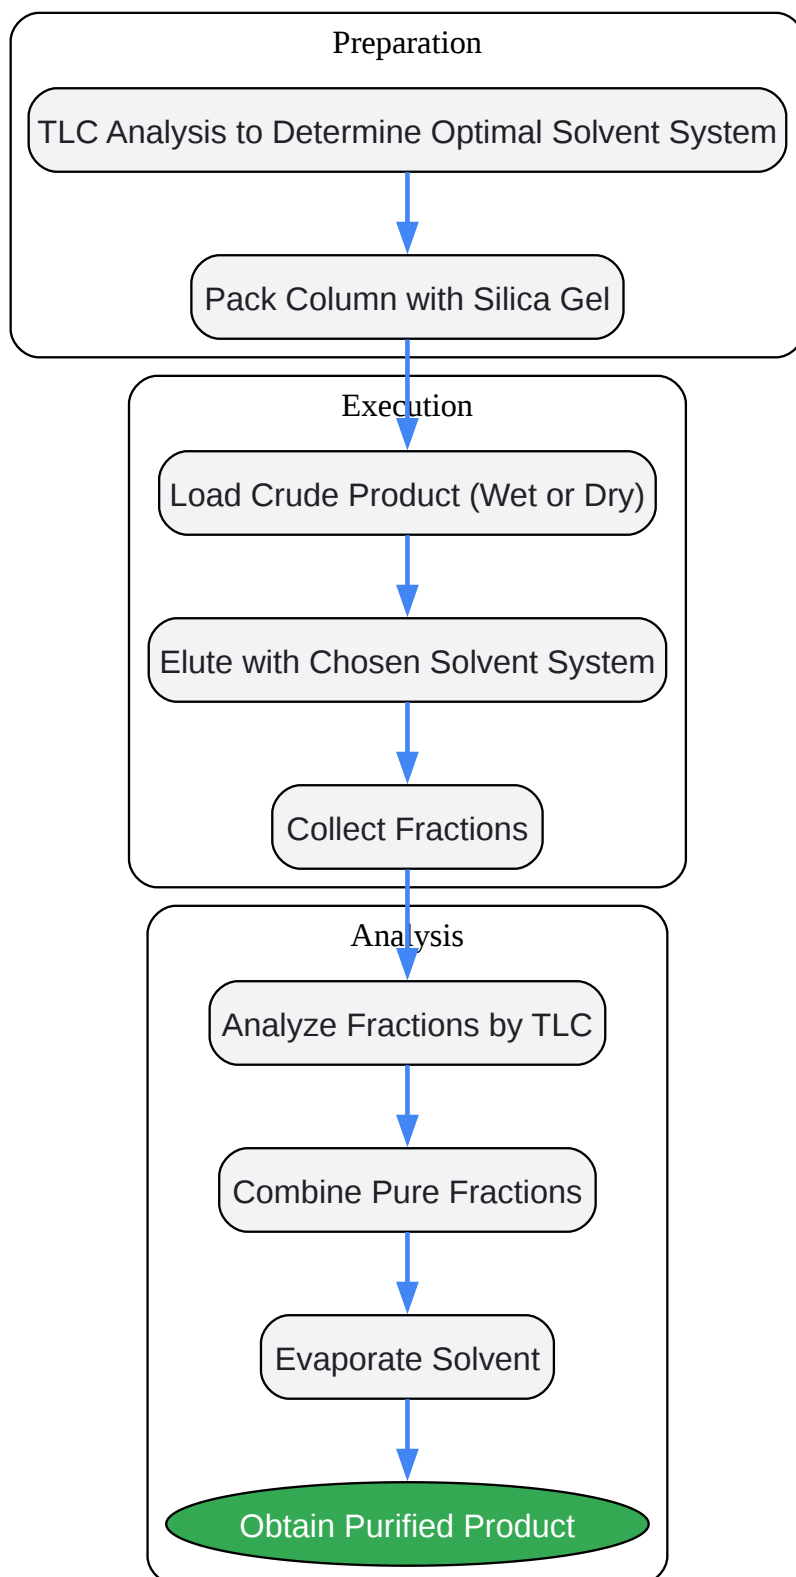 Preparation
TLC Analysis to Determine Optimal Solvent System
Pack Column with Silica Gel
Execution
Load Crude Product (Wet or Dry)
Elute with Chosen Solvent System
Collect Fractions
Analysis
Analyze Fractions by TLC
Combine Pure Fractions
Evaporate Solvent
Obtain Purified Product